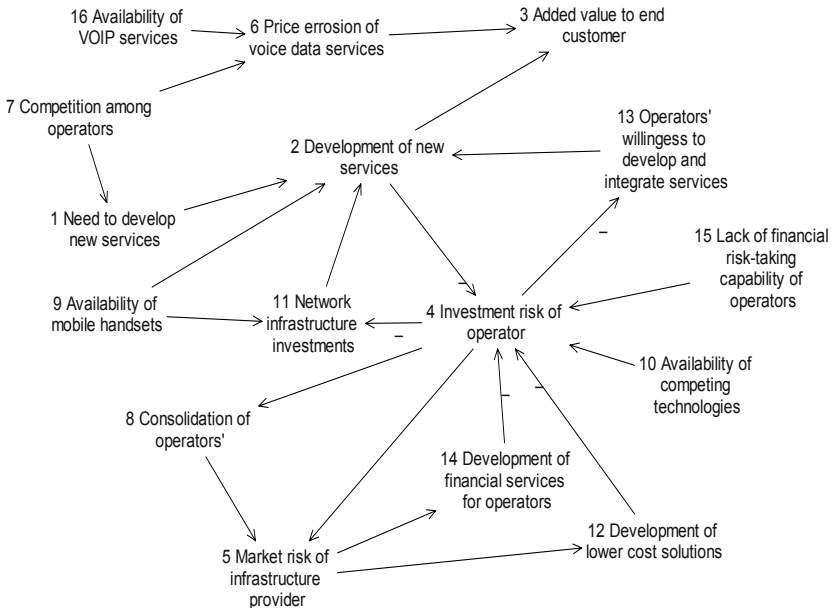 16 Availability of
VOIP services
6 Price errosion of
voice data services
3 Added value to end
customer
7 Competition among
operators
2 Development of new
services
13 Operators'
willingess to
develop and
integrate services
1 Need to develop
new services
15 Lack of financial
risk-taking
capability of
operators
9 Availability of
mobile handsets
11 Network
infrastructure
investments
4 Investment risk of
operator
10 Availability of
competing
technologies
8 Consolidation of
operators'
14 Development of
financial services
for operators
12 Development of
lower cost solutions
5 Market risk of
infrastructure
provider